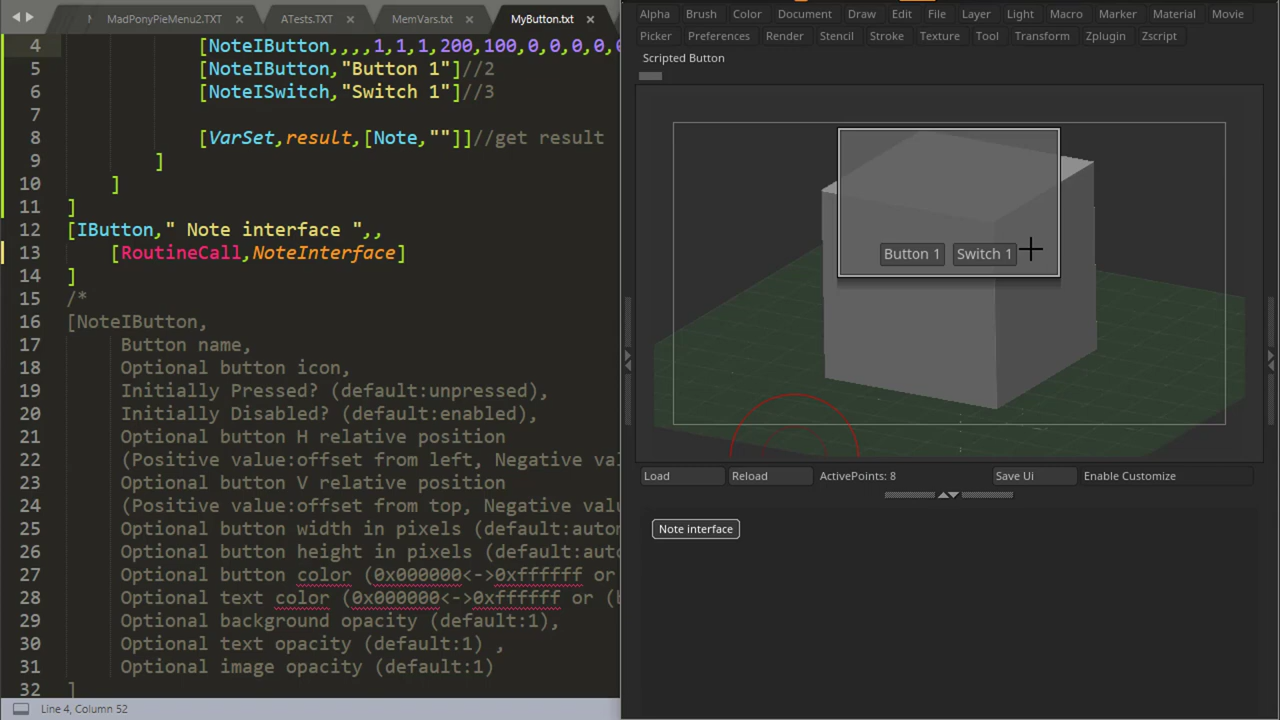 MadPonyPieMenu2.TXT
ATests.TXT
MemVars.txt
MyButton.txt
4 [NoteIButton,,,,1,1,1,200,100,0,0,0,0,
5 [NoteIButton,"Button 1"]//2
6 [NoteISwitch,"Switch 1"]//3
7
8 [VarSet,result,[Note,""]]//get result
9 ]
10 ]
11 ]
12 [IButton," Note interface ",,
13 [RoutineCall,NoteInterface]
14 ]
15 /*
16 [NoteIButton,
17 Button name,
18 Optional button icon,
19 Initially Pressed? (default:unpressed),
20 Initially Disabled? (default:enabled),
21 Optional button H relative position
22 (Positive value:offset from left, Negative va
23 Optional button V relative position
24 (Positive value:offset from top, Negative va
25 Optional button width in pixels (default:auto
26 Optional button height in pixels (default:aut
27 Optional button color (0x000000<->0xffffff or
28 Optional text color (0x000000<->0xffffff or (
29 Optional background opacity (default:1),
30 Optional text opacity (default:1) ,
31 Optional image opacity (default:1)
32 ]
Line 4, Column 52
Alpha Brush Color Document Draw Edit File Layer Light Macro Marker Material Movie
Picker Preferences Render Stencil Stroke Texture Tool Transform Zplugin Zscript
Scripted Button
Button 1 Switch 1
Load Reload ActivePoints: 8 Save Ui Enable Customize
Note interface